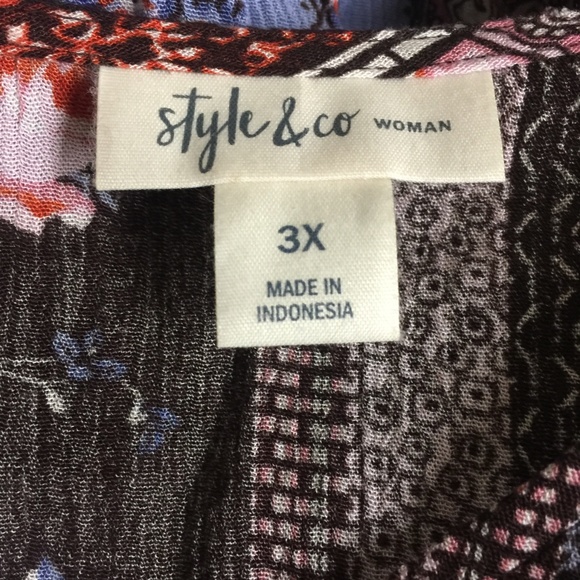 style & co WOMAN
3X
MADE IN
INDONESIA